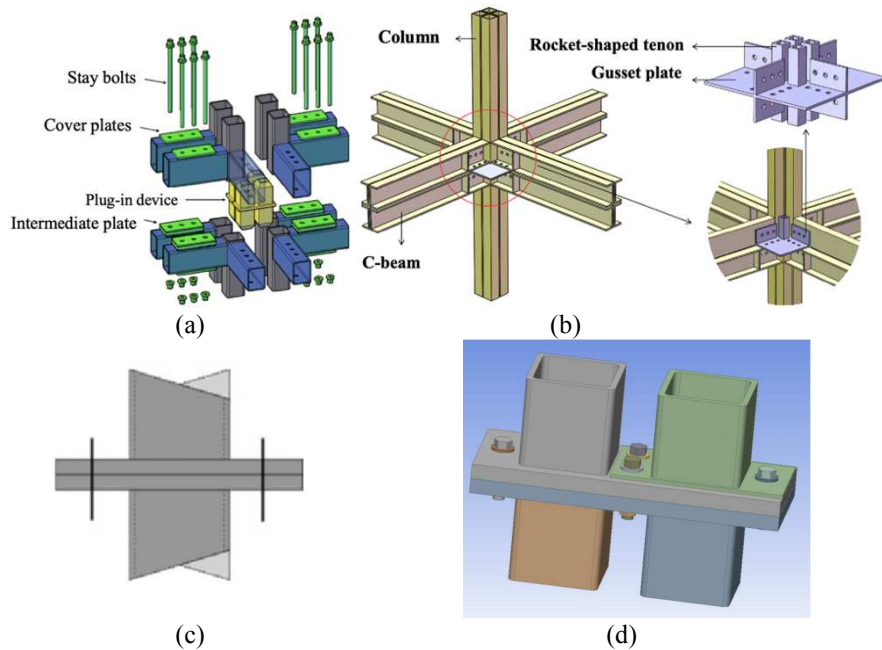 Stay bolts
Cover plates
Plug-in device
Intermediate plate
(a)
Column
C-beam
Rocket-shaped tenon
Gusset plate
(b)
(c)
(d)